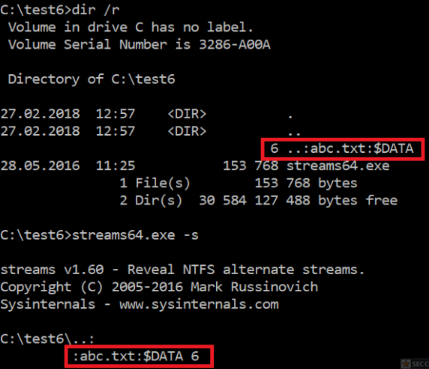 C:\test6>dir /r
Volume in drive C has no label.
Volume Serial Number is 3286-A00A
Directory of C:\test6
27.02.2018 12:57 <DIR> .
27.02.2018 12:57 <DIR> ..
6 ..:abc.txt:$DATA
28.05.2016 11:25 153 768 streams64.exe
1 File(s) 153 768 bytes
2 Dir(s) 30 584 127 488 bytes free
C:\test6>streams64.exe -s
streams v1.60 - Reveal NTFS alternate streams.
Copyright (C) 2005-2016 Mark Russinovich
Sysinternals - www.sysinternals.com
C:\test6\..:
:abc.txt:$DATA 6